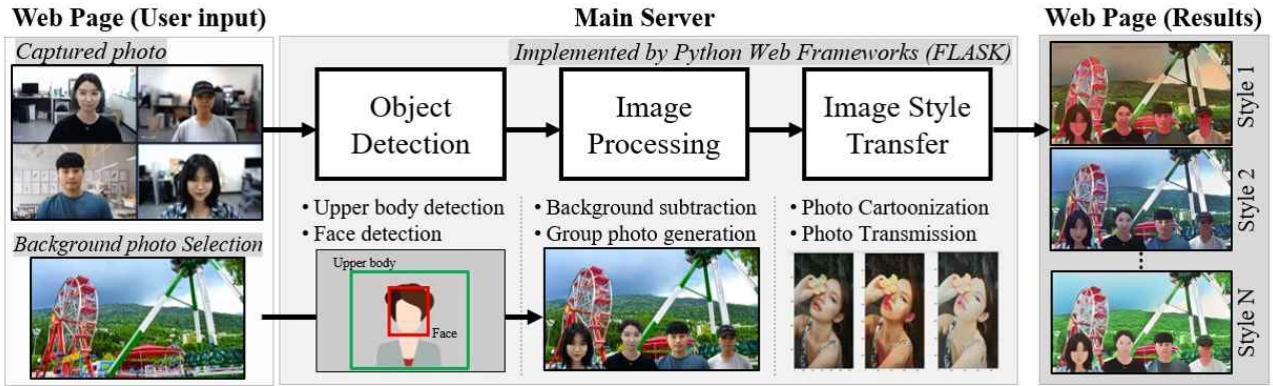 Web Page (User input)
Main Server
Web Page (Results)
Captured photo
Implemented by Python Web Frameworks (FLASK)
Object
Detection
Image
Processing
Image Style
Transfer
• Upper body detection
• Face detection
• Background subtraction
• Group photo generation
• Photo Cartoonization
• Photo Transmission
Background photo Selection
Upper body
Face
Style 1
Style 2
Style N